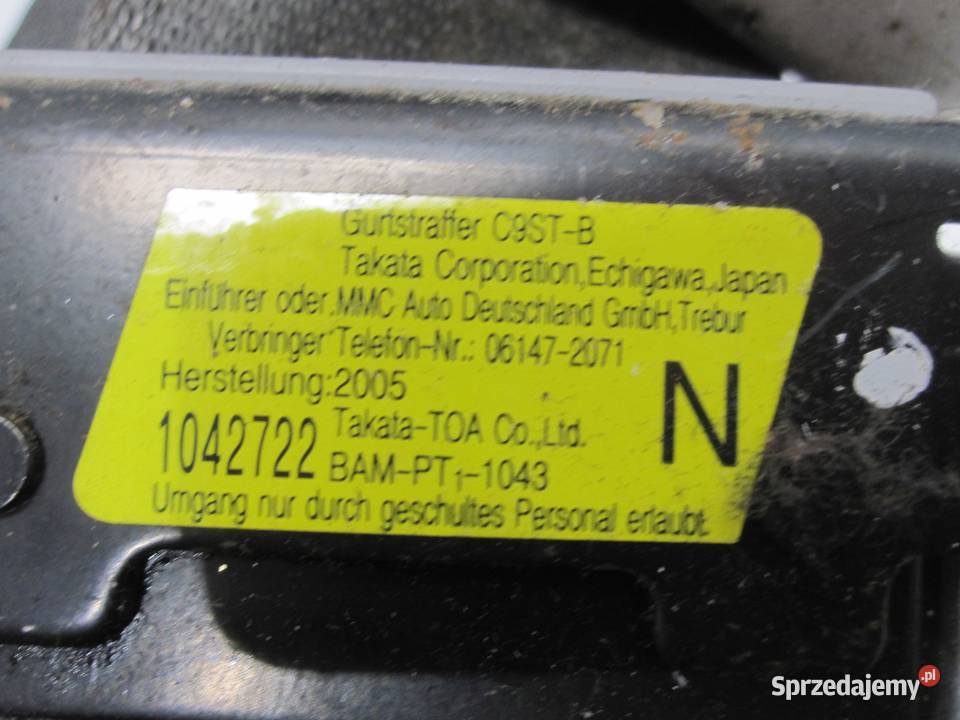 Gurtstraffer C9ST-B
Takata Corporation,Echigawa,Japan
Einführer oder MMC Auto Deutschland GmbH,Trebur
Verbringer Telefon-Nr.: 06147-2071
Herstellung:2005
N
1042722 Takata-TOA Co.,Ltd.
BAM-PT1-1043
Umgang nur durch geschultes Personal erlaubt.
Sprzedajemy.pl